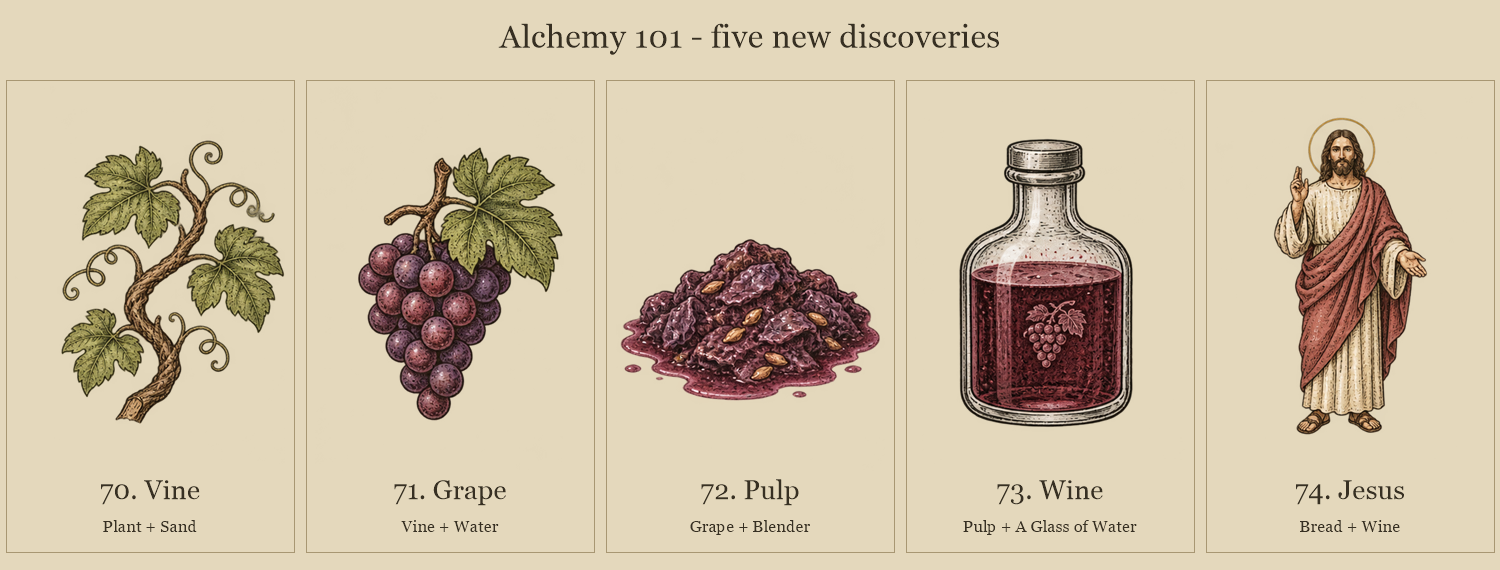 Alchemy 101 - five new discoveries
70. Vine
Plant + Sand
71. Grape
Vine + Water
72. Pulp
Grape + Blender
73. Wine
Pulp + A Glass of Water
74. Jesus
Bread + Wine